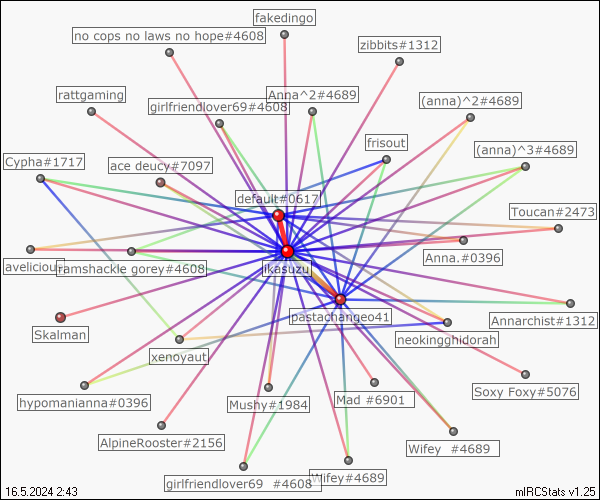 fakedingo
no cops no laws no hope#4608
zibbits#1312
rattgaming
Anna^2#4689
(anna)^2#4689
girlfriendlover69#4608
frisout
(anna)^3#4689
Cypha#1717
ace deucy#7097
default#0617
Toucan#2473
Anna.#0396
aveliciou
ramshackle gorey#4608
ikasuzu
pastachangeo41
Annarchist#1312
Skalman
neokingghidorah
xenoyaut
Soxy Foxy#5076
hypomanianna#0396
Mushy#1984
Mad #6901
AlpineRooster#2156
Wifey #4689
girlfriendlover69 #4608
Wifey#4689
16.5.2024 2:43
mIRCStats v1.25